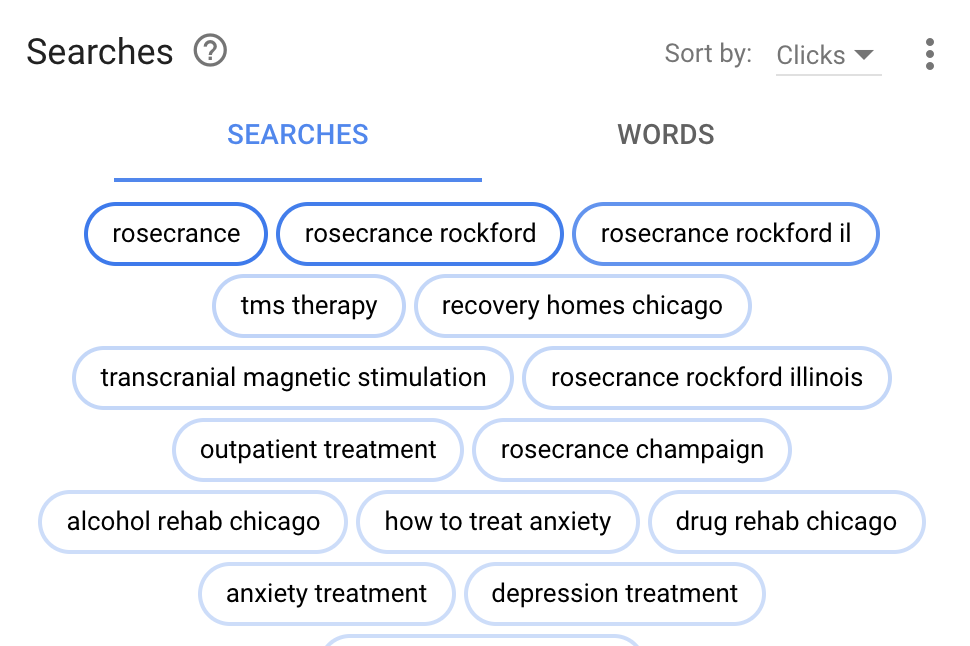 Searches ? Sort by: Clicks
SEARCHES WORDS
rosecrance rosecrance rockford rosecrance rockford il
tms therapy recovery homes chicago
transcranial magnetic stimulation rosecrance rockford illinois
outpatient treatment rosecrance champaign
alcohol rehab chicago how to treat anxiety drug rehab chicago
anxiety treatment depression treatment